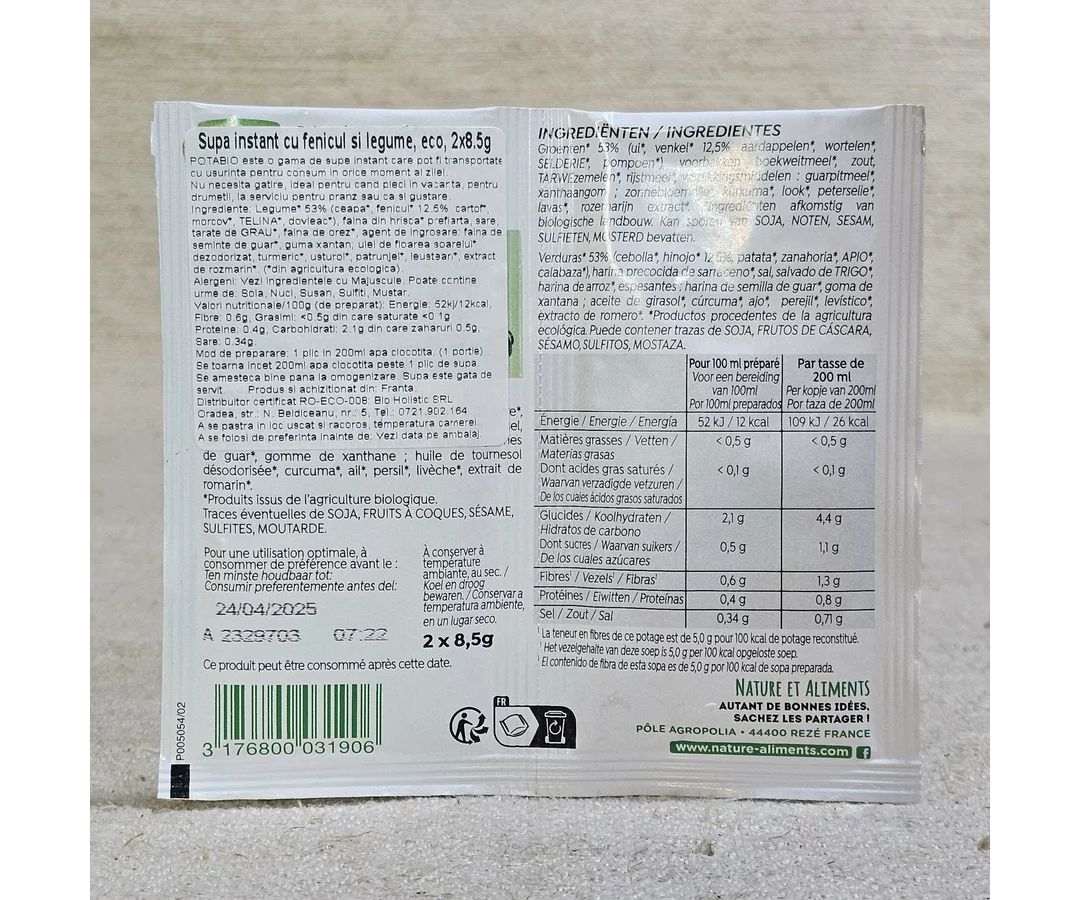 Supa instant cu fenicul si legume, eco, 2x8.5g
POTABIO este o gama de supe instant care pot fi transportate
cu usurinta pentru consum in orice moment al zilei.
Nu necesita gatire, ideal pentru cand pleci in vacanta, pentru
drumetii, la serviciu pentru pranz sau ca si gustare.
Ingrediente: Legume* 53% (ceapa*, fenicul* 12.5% cartof*,
morcov*, TELINA*, dovleac*), faina din hrisca* prefiarta, sare,
tarate de GRAU*, faina de orez*, agent de ingrosare: faina de
seminte de guar*, guma xantan; ulei de floarea soarelui*
dezodorizat, turmeric*, usturoi*, patrunjel*, leustean*, extract
de rozmarin*. (*din agricultura ecologica).
Alergeni: Vezi ingredientele cu Majuscule. Poate contine
urme de: Soia, Nuci, Susan, Sulfiti, Mustar.
Valori nutritionale/100g (de preparat): Energie: 52kj/12kcal,
Fibre: 0.6g, Grasimi: <0.5g din care saturate <0.1g
Proteine: 0.4g, Carbohidrati: 2.1g din care zaharuri 0.5g,
Sare: 0.34g.
Mod de preparare: 1 plic in 200ml apa clocotita. (1 portie)
Se toarna incet 200ml apa clocotita peste 1 plic de supa.
Se amesteca bine pana la omogenizare. Supa este gata de
servit. Produs si achizitionat din: Franta.
Distribuitor certificat RO-ECO-008: Bio Holistic SRL
Oradea, str.: N. Beldiceanu, nr.: 5, Tel.: 0721.902.164
A se pastra in loc uscat si racoros, temperatura camerei.
A se folosi de preferinta inainte de: Vezi data pe ambalaj.
de guar*, gomme de xanthane ; huile de tournesol
désodorisée*, curcuma*, ail*, persil*, livèche*, extrait de
romarin*.
*Produits issus de l'agriculture biologique.
Traces éventuelles de SOJA, FRUITS À COQUES, SÉSAME,
SULFITES, MOUTARDE.
Pour une utilisation optimale, à
consommer de préférence avant le :
Ten minste houdbaar tot:
Consumir preferentemente antes del:
24/04/2025
A 2329703 07:22
À conserver à
température
ambiante, au sec. /
Koel en droog
bewaren. / Conservar a
temperatura ambiente,
en un lugar seco.
2 x 8,5g
Ce produit peut être consommé après cette date.
P005054/02
3 176800 031906
FR
INGREDIËNTEN / INGREDIENTES
Groenten* 53% (ui*, venkel* 12,5% aardappelen*, wortelen*,
SELDERIE*, pompoen*), voorbakken boekweitmeel*, zout,
TARWEzemelen*, rijstmeel*, verdikkingsmiddelen : guarpitmeel*,
xanthaangom ; kurkuma*, look*, peterselie*,
lavas*, rozemarijn extract*. *Ingrediënten afkomstig van
biologische landbouw. Kan sporen van SOJA, NOTEN, SESAM,
SULFIETEN, MOSTERD bevatten.
Verduras* 53% (cebolla*, hinojo* 12,5%, patata*, zanahoria*, APIO*,
calabaza*), harina precocida de sarraceno*, sal, salvado de TRIGO*,
harina de arroz*, espesantes : harina de semilla de guar*, goma de
xantana ; aceite de girasol*, cúrcuma*, ajo*, perejil*, levístico*,
extracto de romero*. *Productos procedentes de la agricultura
ecológica. Puede contener trazas de SOJA, FRUTOS DE CÁSCARA,
SÉSAMO, SULFITOS, MOSTAZA.
Pour 100 ml préparé
Voor een bereiding
van 100ml
Por 100ml preparados
Par tasse de
200 ml
Per kopje van 200ml
Por taza de 200ml
Énergie / Energie / Energía 52 kJ / 12 kcal 109 kJ / 26 kcal
Matières grasses / Vetten / < 0,5 g < 0,5 g
Materias grasas
Dont acides gras saturés / < 0,1 g < 0,1 g
Waarvan verzadigde vetzuren /
De los cuales ácidos grasos saturados
Glucides / Koolhydraten / 2,1 g 4,4 g
Hidratos de carbono
Dont sucres / Waarvan suikers / 0,5 g 1,1 g
De los cuales azúcares
Fibres¹ / Vezels¹ / Fibras¹ 0,6 g 1,3 g
Protéines / Eiwitten / Proteínas 0,4 g 0,8 g
Sel / Zout / Sal 0,34 g 0,71 g
¹ La teneur en fibres de ce potage est de 5,0 g pour 100 kcal de potage reconstitué.
¹ Het vezelgehalte van deze soep is 5,0 g per 100 kcal opgeloste soep.
¹ El contenido de fibra de esta sopa es de 5,0 g por 100 kcal de sopa preparada.
NATURE ET ALIMENTS
AUTANT DE BONNES IDÉES.
SACHEZ LES PARTAGER !
PÔLE AGROPOLIA • 44400 REZÉ FRANCE
www.nature-aliments.com f